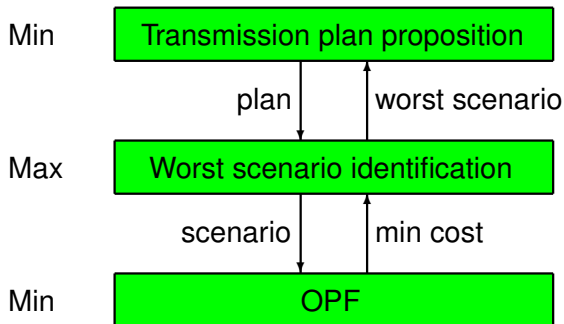 Min Transmission plan proposition
plan worst scenario
Max Worst scenario identification
scenario min cost
Min OPF